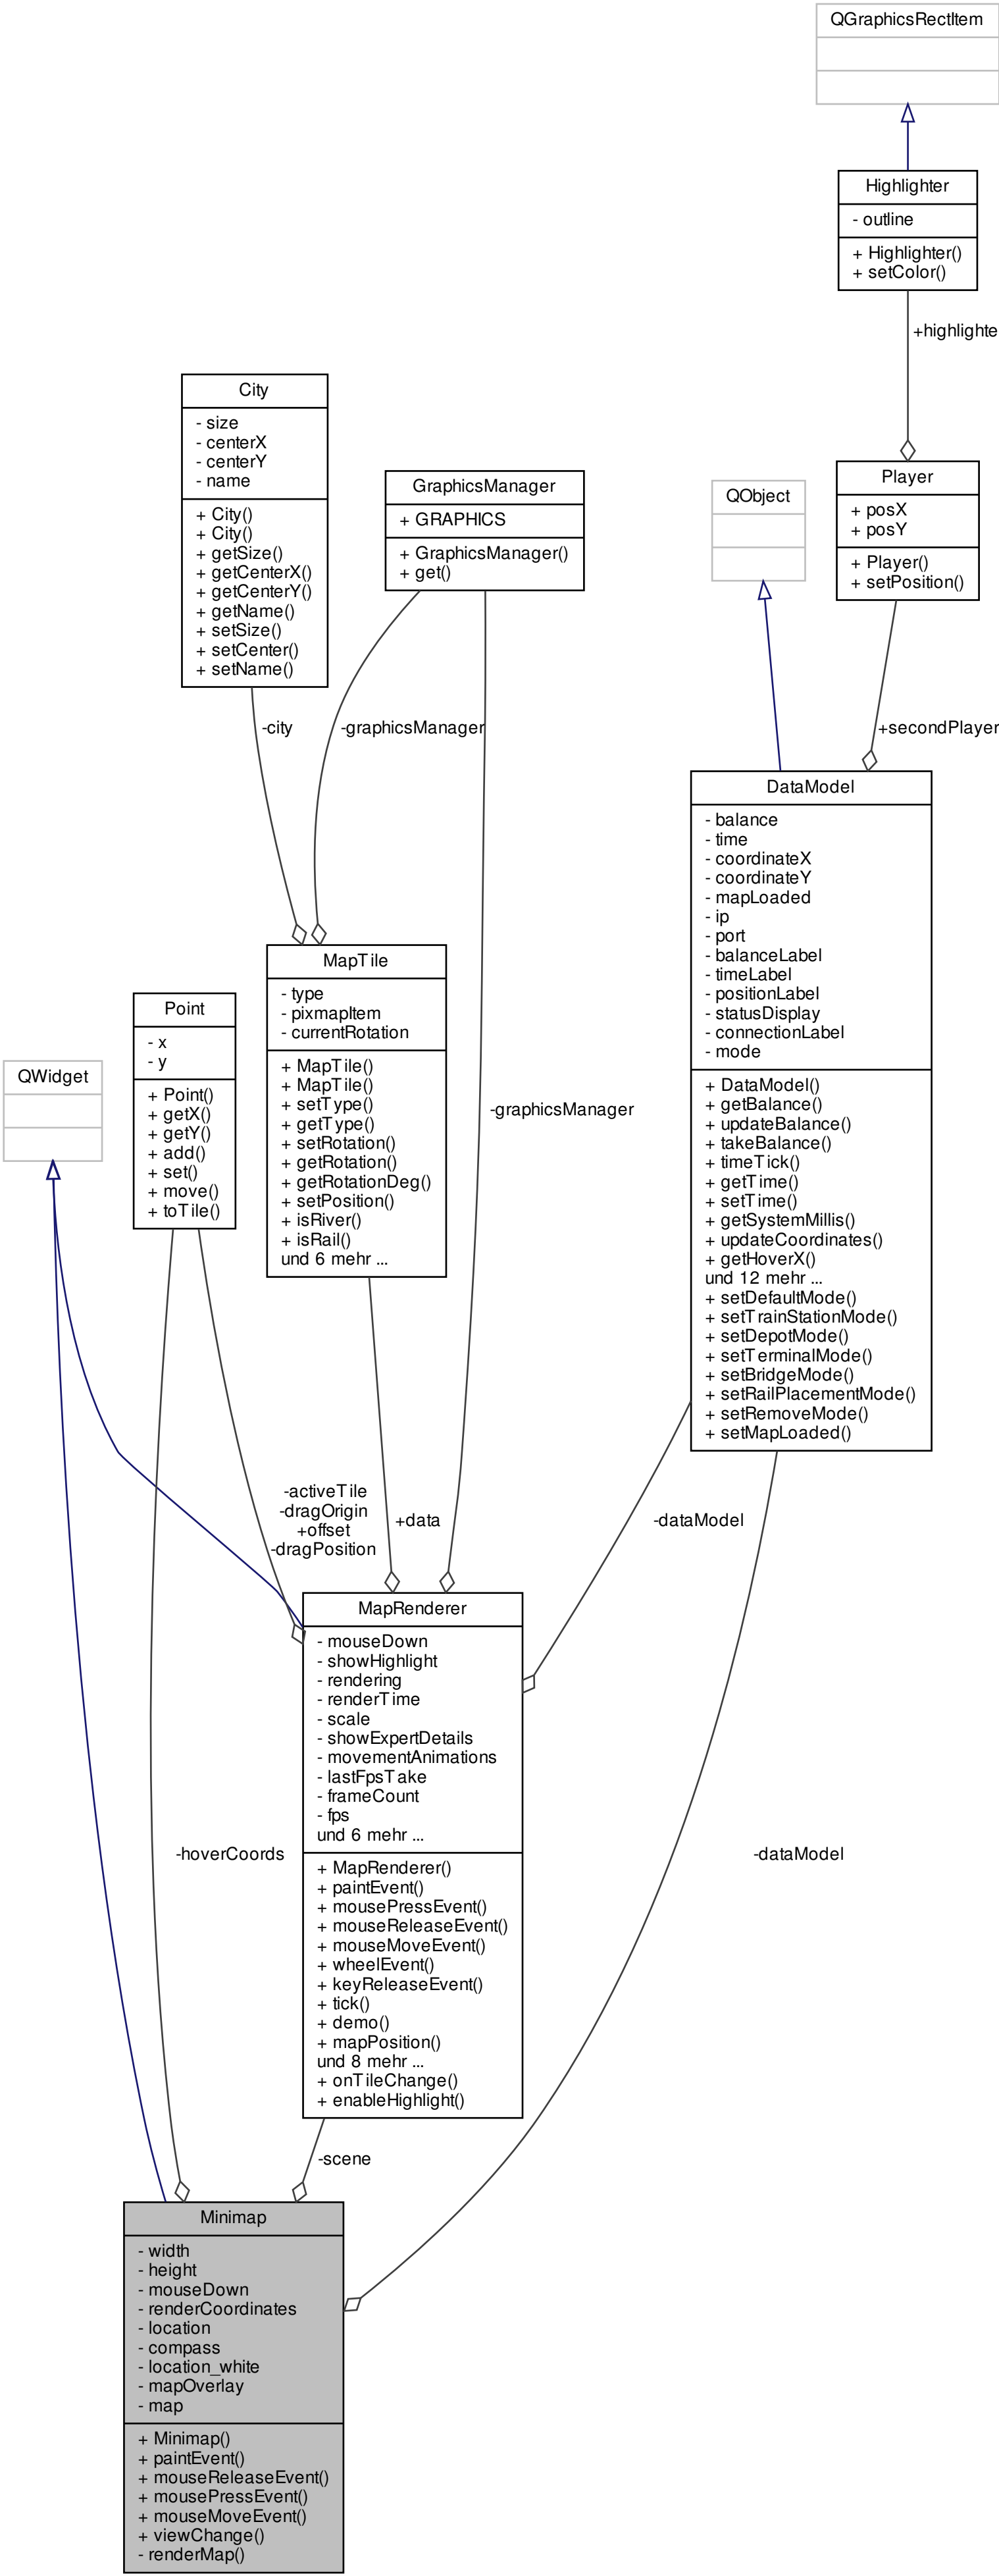 QGraphicsRectItem
Highlighter
- outline
+ Highlighter()
+ setColor()
+highlighte
City
- size
- centerX
- centerY
- name
+ City()
+ City()
+ getSize()
+ getCenterX()
+ getCenterY()
+ getName()
+ setSize()
+ setCenter()
+ setName()
GraphicsManager
+ GRAPHICS
+ GraphicsManager()
+ get()
QObject
Player
+ posX
+ posY
+ Player()
+ setPosition()
-city
-graphicsManager
+secondPlayer
DataModel
- balance
- time
- coordinateX
- coordinateY
- mapLoaded
- ip
- port
- balanceLabel
- timeLabel
- positionLabel
- statusDisplay
- connectionLabel
- mode
+ DataModel()
+ getBalance()
+ updateBalance()
+ takeBalance()
+ timeTick()
+ getTime()
+ setTime()
+ getSystemMillis()
+ updateCoordinates()
+ getHoverX()
und 12 mehr ...
+ setDefaultMode()
+ setTrainStationMode()
+ setDepotMode()
+ setTerminalMode()
+ setBridgeMode()
+ setRailPlacementMode()
+ setRemoveMode()
+ setMapLoaded()
MapTile
- type
- pixmapItem
- currentRotation
+ MapTile()
+ MapTile()
+ setType()
+ getType()
+ setRotation()
+ getRotation()
+ getRotationDeg()
+ setPosition()
+ isRiver()
+ isRail()
und 6 mehr ...
Point
- x
- y
+ Point()
+ getX()
+ getY()
+ add()
+ set()
+ move()
+ toTile()
QWidget
-graphicsManager
-activeTile
-dragOrigin
+offset
-dragPosition
+data
-dataModel
MapRenderer
- mouseDown
- showHighlight
- rendering
- renderTime
- scale
- showExpertDetails
- movementAnimations
- lastFpsTake
- frameCount
- fps
und 6 mehr ...
+ MapRenderer()
+ paintEvent()
+ mousePressEvent()
+ mouseReleaseEvent()
+ mouseMoveEvent()
+ wheelEvent()
+ keyReleaseEvent()
+ tick()
+ demo()
+ mapPosition()
und 8 mehr ...
+ onTileChange()
+ enableHighlight()
-hoverCoords
-dataModel
-scene
Minimap
- width
- height
- mouseDown
- renderCoordinates
- location
- compass
- location_white
- mapOverlay
- map
+ Minimap()
+ paintEvent()
+ mouseReleaseEvent()
+ mousePressEvent()
+ mouseMoveEvent()
+ viewChange()
- renderMap()